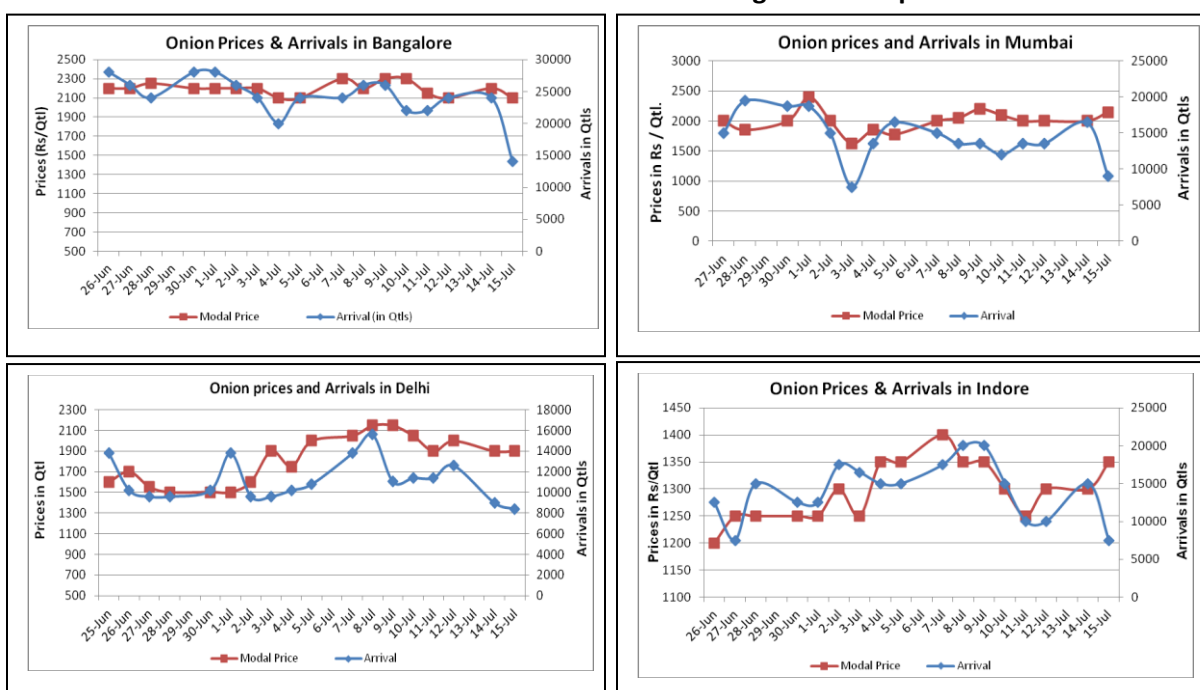 Onion Prices & Arrivals in Bangalore
Prices (Rs/Qtl)
2500
2300
2100
1900
1700
1500
1300
1100
900
700
500
30000
25000
20000
15000
10000
5000
0
Arrivals in Qtls
26-Jun
27-Jun
28-Jun
29-Jun
30-Jun
1-Jul
2-Jul
3-Jul
4-Jul
5-Jul
6-Jul
7-Jul
8-Jul
9-Jul
10-Jul
11-Jul
12-Jul
13-Jul
14-Jul
15-Jul
Modal Price
Arrival (in Qtls)
Onion prices and Arrivals in Mumbai
Prices in Rs / Qtl.
3000
2500
2000
1500
1000
500
0
25000
20000
15000
10000
5000
0
Arrivals in Qtls
27-Jun
28-Jun
29-Jun
30-Jun
1-Jul
2-Jul
3-Jul
4-Jul
5-Jul
6-Jul
7-Jul
8-Jul
9-Jul
10-Jul
11-Jul
12-Jul
13-Jul
14-Jul
15-Jul
Modal Price
Arrival
Onion prices and Arrivals in Delhi
Prices in Qtl
2300
2100
1900
1700
1500
1300
1100
900
700
500
18000
16000
14000
12000
10000
8000
6000
4000
2000
0
Arrivals in Qtls
25-Jun
26-Jun
27-Jun
28-Jun
29-Jun
30-Jun
1-Jul
2-Jul
3-Jul
4-Jul
5-Jul
6-Jul
7-Jul
8-Jul
9-Jul
10-Jul
11-Jul
12-Jul
13-Jul
14-Jul
15-Jul
Modal Price
Arrival
Onion Prices & Arrivals in Indore
Prices in Rs/Qtl
1450
1400
1350
1300
1250
1200
1150
1100
25000
20000
15000
10000
5000
0
Arrivals in Qtls
26-Jun
27-Jun
28-Jun
29-Jun
30-Jun
1-Jul
2-Jul
3-Jul
4-Jul
5-Jul
6-Jul
7-Jul
8-Jul
9-Jul
10-Jul
11-Jul
12-Jul
13-Jul
14-Jul
15-Jul
Modal Price
Arrival